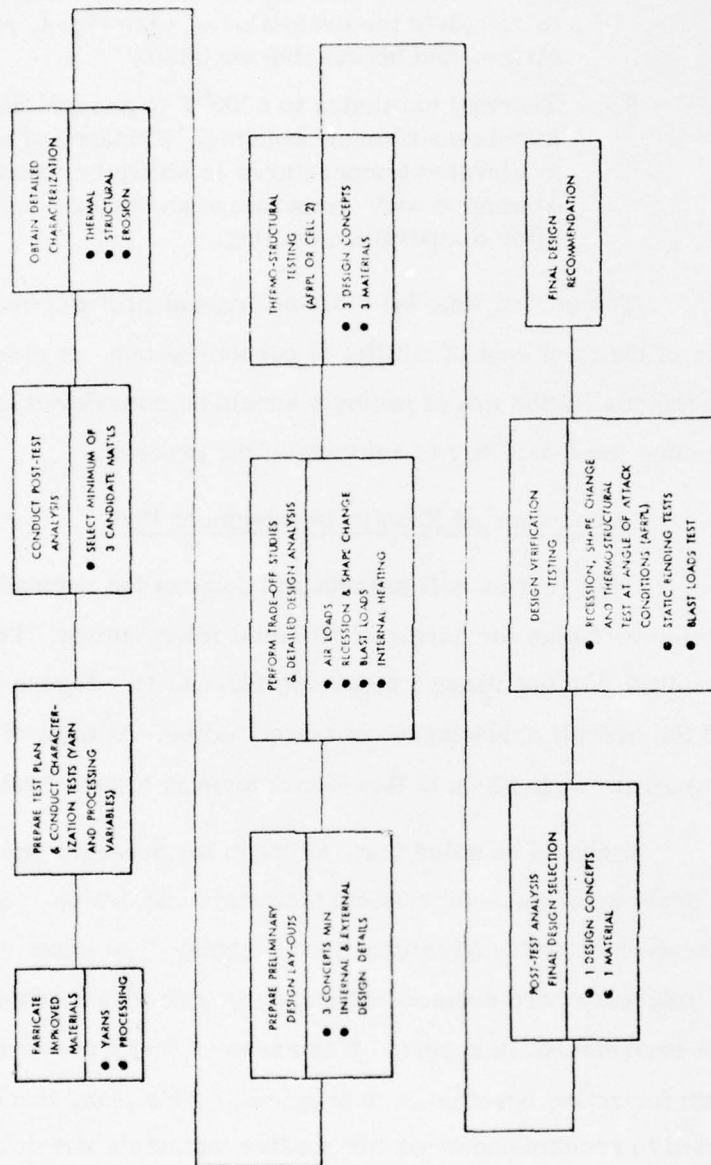 FABRICATE
IMPROVED
MATERIALS
● YARNS
● PROCESSING
PREPARE TEST PLAN
& CONDUCT CHARACTER-
IZATION TESTS (YARN
AND PROCESSING
VARIABLES)
CONDUCT POST-TEST
ANALYSIS
● SELECT MINIMUM OF
3 CANDIDATE MAT'LS
OBTAIN DETAILED
CHARACTERIZATION
● THERMAL
● STRUCTURAL
● EROSION
PREPARE PRELIMINARY
DESIGN LAY-OUTS
● 3 CONCEPTS MIN
● INTERNAL & EXTERNAL
DESIGN DETAILS
PERFORM TRADE-OFF STUDIES
& DETAILED DESIGN ANALYSIS
● AIR LOADS
● RECESSION & SHAPE CHANGE
● BLAST LOADS
● INTERNAL HEATING
THERMO-STRUCTURAL
TESTING
(AFRPL OR CELL 2)
● DESIGN CONCEPTS
● 3 MATERIALS
POST-TEST ANALYSIS
FINAL DESIGN SELECTION
● 1 DESIGN CONCEPTS
● 1 MATERIAL
DESIGN VERIFICATION
TESTING
● RECESSION, SHAPE CHANGE
AND THERMOSTRUCTURAL
TEST AT ANGLE OF ATTACK
CONDITIONS (AFRPL)
● STATIC BENDING TESTS
● BLAST LOADS TEST
FINAL DESIGN
RECOMMENDATION